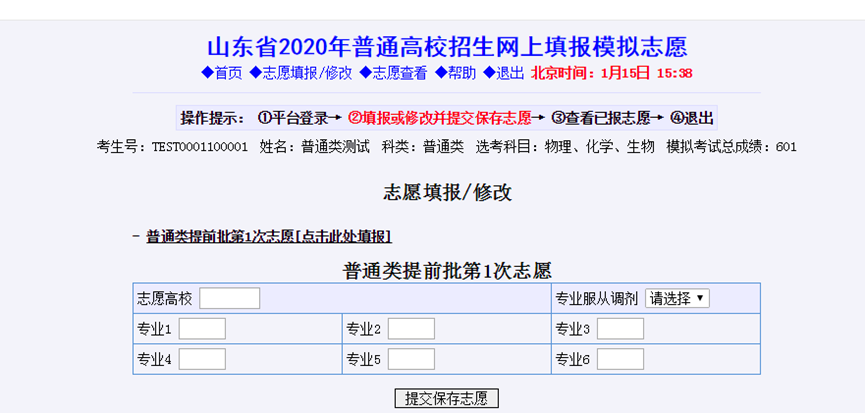 山东省2020年普通高校招生网上填报模拟志愿
◆首页 ◆志愿填报/修改 ◆志愿查看 ◆帮助 ◆退出 北京时间：1月15日 15:38
操作提示： ①平台登录→ ②填报或修改并提交保存志愿→ ③查看已报志愿→ ④退出
考生号：TEST0001100001 姓名：普通类测试 科类：普通类 选考科目：物理、化学、生物 模拟考试总成绩：601
志愿填报/修改
- 普通类提前批第1次志愿[点击此处填报]
普通类提前批第1次志愿
志愿高校 专业服从调剂 请选择▼
专业1 专业2 专业3
专业4 专业5 专业6
提交保存志愿